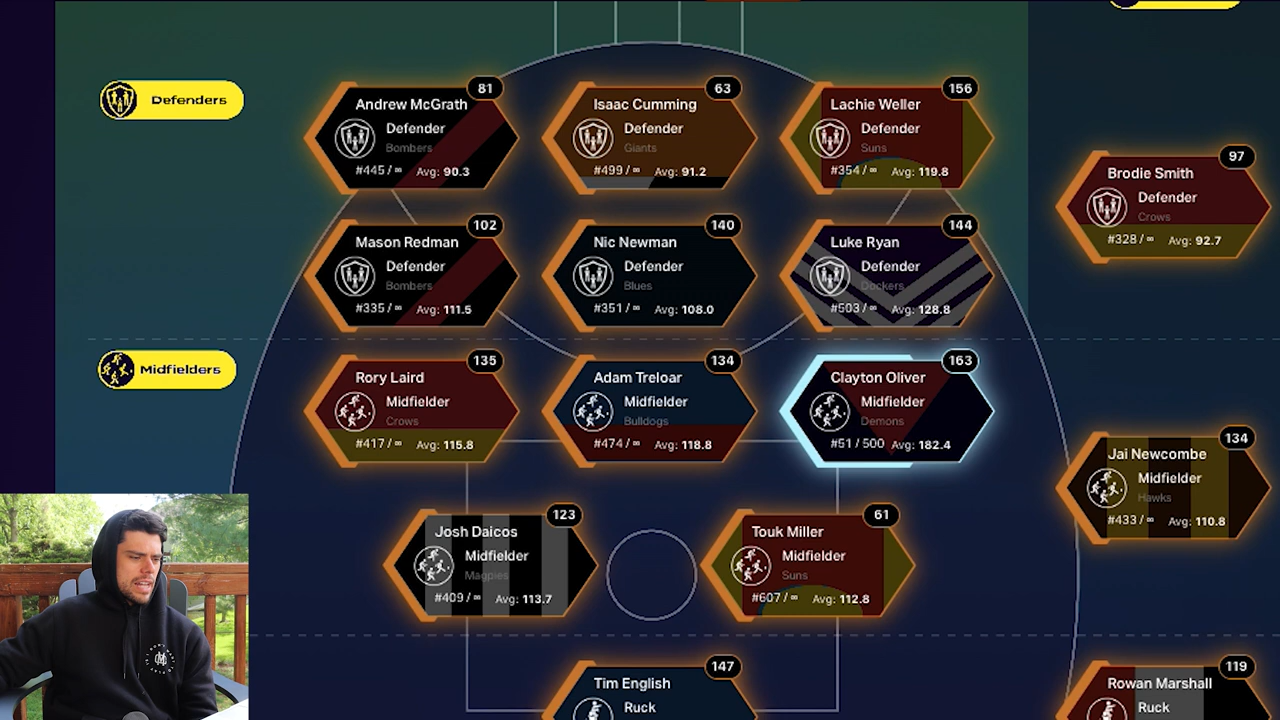 Defenders
81
Andrew McGrath
Defender
Bombers
#445/∞ Avg: 90.3
63
Isaac Cumming
Defender
Giants
#499/∞ Avg: 91.2
156
Lachie Weller
Defender
Suns
#354/∞ Avg: 119.8
97
Brodie Smith
Defender
Crows
#328/∞ Avg: 92.7
102
Mason Redman
Defender
Bombers
#335/∞ Avg: 111.5
140
Nic Newman
Defender
Blues
#351/∞ Avg: 108.0
144
Luke Ryan
Defender
Dockers
#503/∞ Avg: 128.8
Midfielders
135
Rory Laird
Midfielder
Crows
#417/∞ Avg: 115.8
134
Adam Treloar
Midfielder
Bulldogs
#474/∞ Avg: 118.8
163
Clayton Oliver
Midfielder
Demons
#51/500 Avg: 182.4
134
Jai Newcombe
Midfielder
Hawks
#433/∞ Avg: 110.8
123
Josh Daicos
Midfielder
Magpies
#409/∞ Avg: 113.7
61
Touk Miller
Midfielder
Suns
#607/∞ Avg: 112.8
147
Tim English
Ruck
119
Rowan Marshall
Ruck